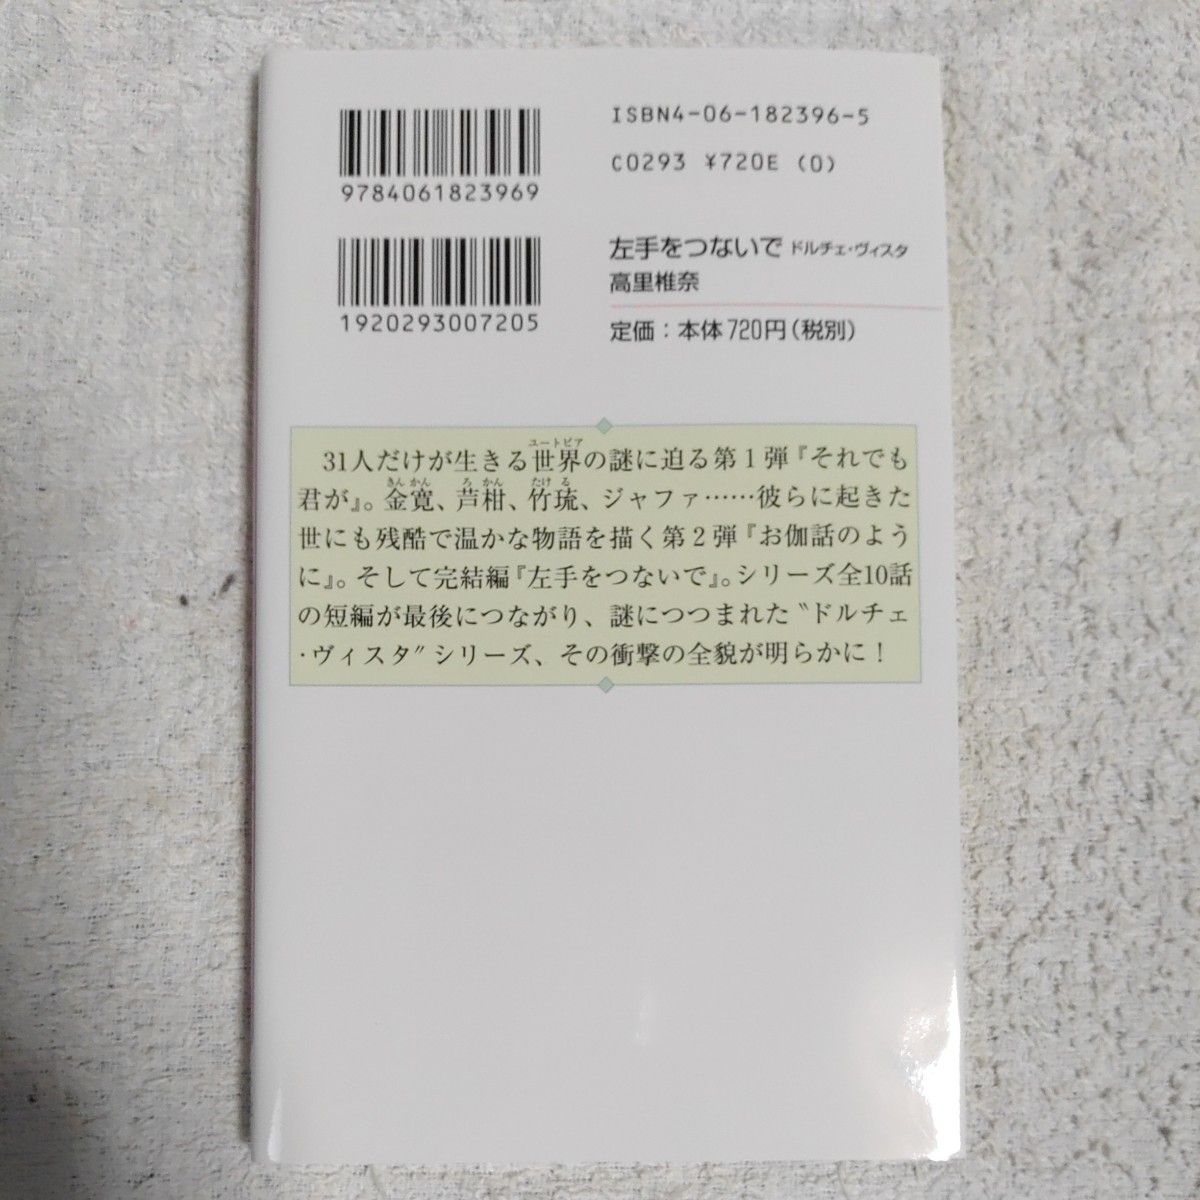 ISBN4-06-182396-5
C0293 ¥720E (0)
9784061823969
1920293007205
左手をつないで ドルチェ・ヴィスタ
高里椎奈
定価：本体720円（税別）
31人だけが生きる世界の謎に迫る第1弾『それでも
ユートピア
君が』。金寛、芦柑、竹琉、ジャファ……彼らに起きた
きんかん ろかん たける
世にも残酷で温かな物語を描く第2弾『お伽話のよう
に』。そして完結編『左手をつないで』。シリーズ全10話
の短編が最後につながり、謎につつまれた〝ドルチェ
・ヴィスタ〟シリーズ、その衝撃の全貌が明らかに！